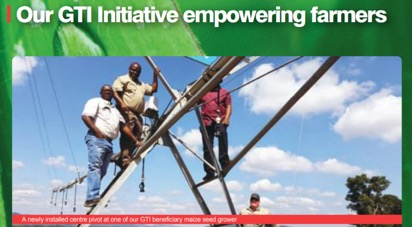 Our GTI Initiative empowering farmers
A newly installed centre pivot at one of our GTI beneficiary maize seed grower